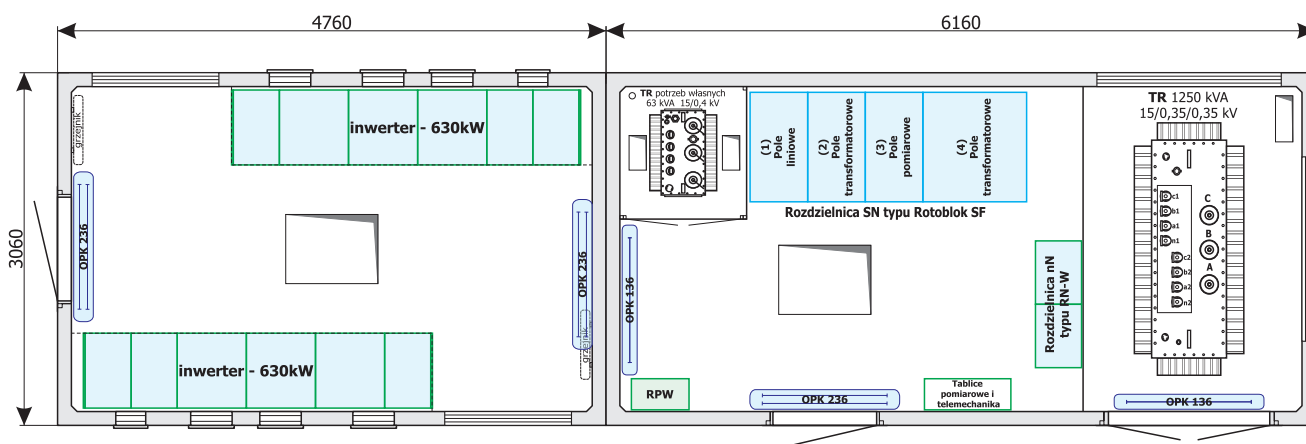 4760
6160
3060
grzejnik
inwerter - 630kW
OPK 236
OPK 236
grzejnik
inwerter - 630kW
TR potrzeb własnych
63 kVA 15/0,4 kV
(1)
Pole
liniowe
(2)
Pole
transformatorowe
(3)
Pole
pomiarowe
(4)
Pole
transformatorowe
Rozdzielnica SN typu Rotoblok SF
OPK 136
RPW
OPK 236
Tablice
pomiarowe i
telemechanika
Rozdzielnica nN
typu RN-W
TR 1250 kVA
15/0,35/0,35 kV
c1
b1
a1
n1
c2
b2
a2
n2
C
B
A
OPK 136